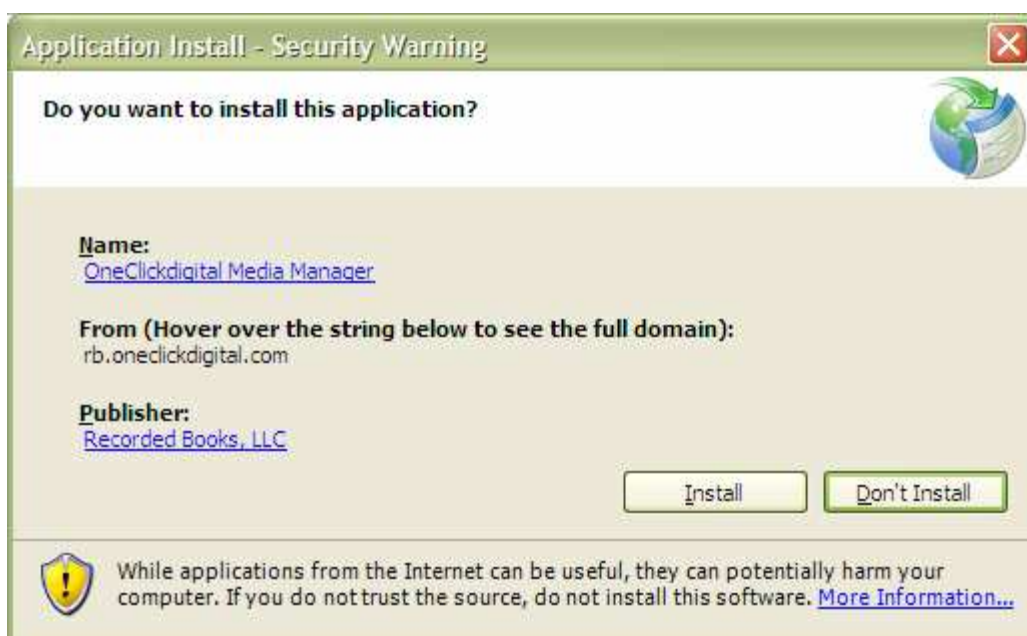 Application Install - Security Warning
Do you want to install this application?
Name:
OneClickdigital Media Manager
From (Hover over the string below to see the full domain):
rb.oneclickdigital.com
Publisher:
Recorded Books, LLC
Install Don't Install
While applications from the Internet can be useful, they can potentially harm your
computer. If you do not trust the source, do not install this software. More Information...